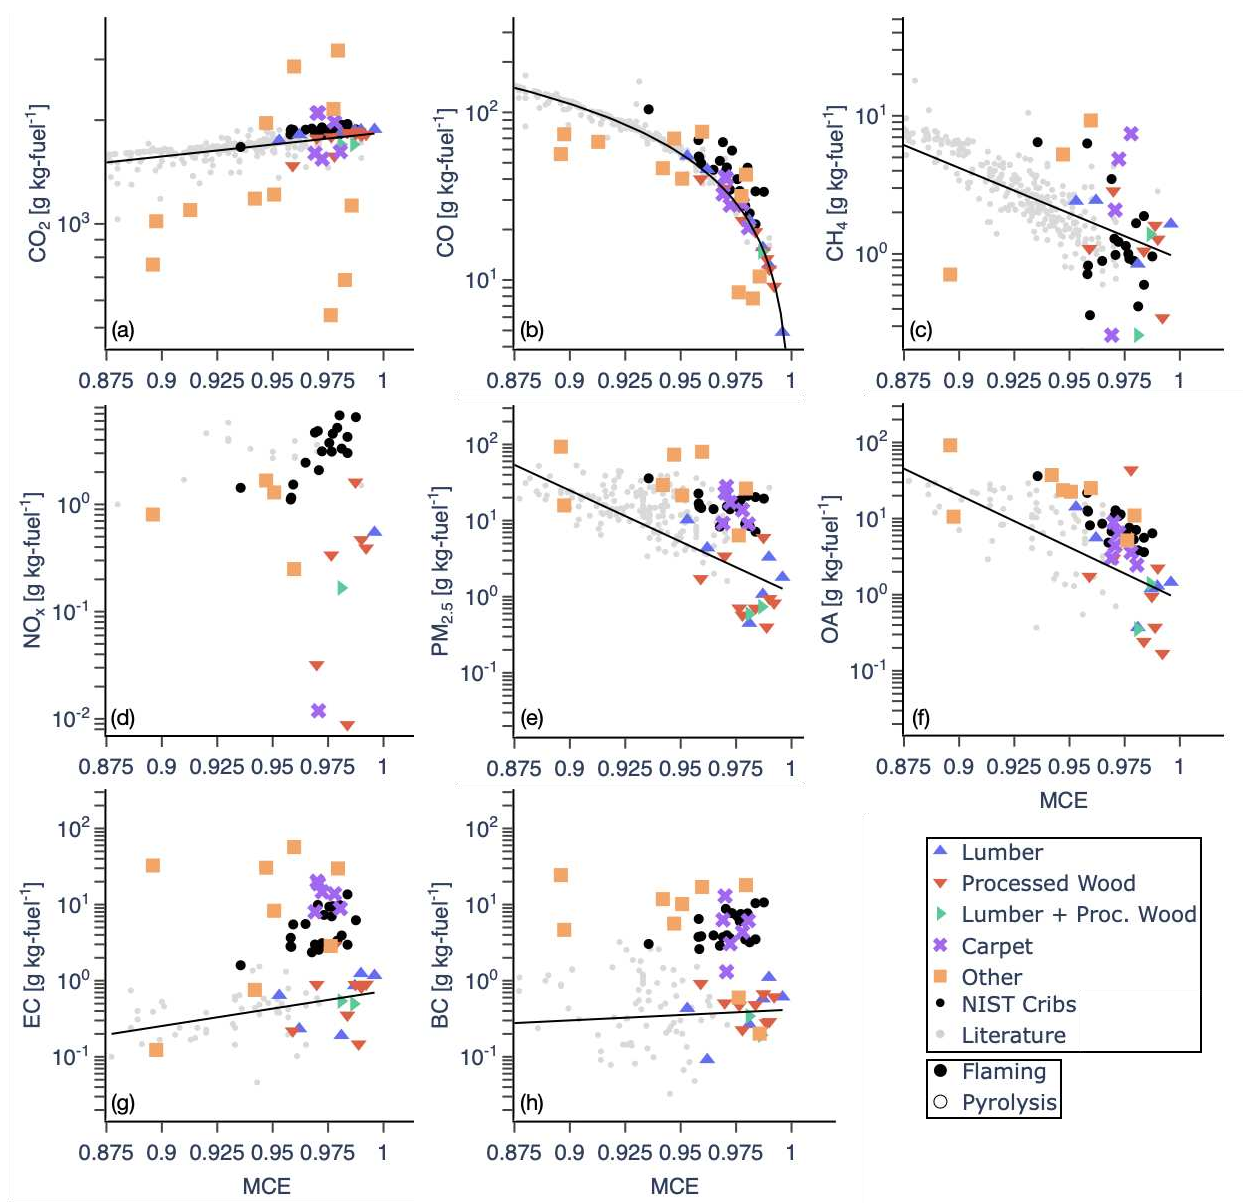 CO₂ [g kg-fuel⁻¹]
10³
(a)
0.875 0.9 0.925 0.95 0.975 1
CO [g kg-fuel⁻¹]
10²
10¹
(b)
0.875 0.9 0.925 0.95 0.975 1
CH₄ [g kg-fuel⁻¹]
10¹
10⁰
(c)
0.875 0.9 0.925 0.95 0.975 1
NOₓ [g kg-fuel⁻¹]
10⁰
10⁻¹
10⁻²
(d)
0.875 0.9 0.925 0.95 0.975 1
PM₂.₅ [g kg-fuel⁻¹]
10²
10¹
10⁰
10⁻¹
(e)
0.875 0.9 0.925 0.95 0.975 1
OA [g kg-fuel⁻¹]
10²
10¹
10⁰
10⁻¹
(f)
0.875 0.9 0.925 0.95 0.975 1
MCE
EC [g kg-fuel⁻¹]
10²
10¹
10⁰
10⁻¹
(g)
0.875 0.9 0.925 0.95 0.975 1
MCE
BC [g kg-fuel⁻¹]
10²
10¹
10⁰
10⁻¹
(h)
0.875 0.9 0.925 0.95 0.975 1
MCE
Lumber
Processed Wood
Lumber + Proc. Wood
Carpet
Other
NIST Cribs
Literature
Flaming
Pyrolysis